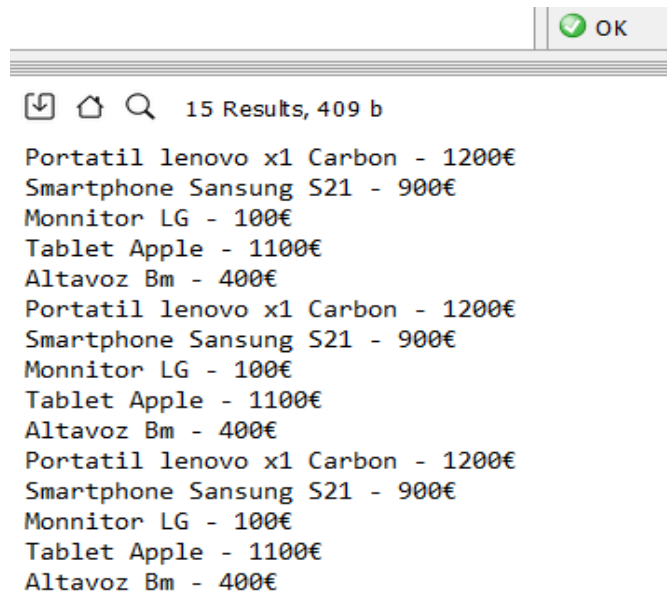 OK
15 Results, 409 b
Portatil lenovo x1 Carbon - 1200€
Smartphone Sansung S21 - 900€
Monnitor LG - 100€
Tablet Apple - 1100€
Altavoz Bm - 400€
Portatil lenovo x1 Carbon - 1200€
Smartphone Sansung S21 - 900€
Monnitor LG - 100€
Tablet Apple - 1100€
Altavoz Bm - 400€
Portatil lenovo x1 Carbon - 1200€
Smartphone Sansung S21 - 900€
Monnitor LG - 100€
Tablet Apple - 1100€
Altavoz Bm - 400€